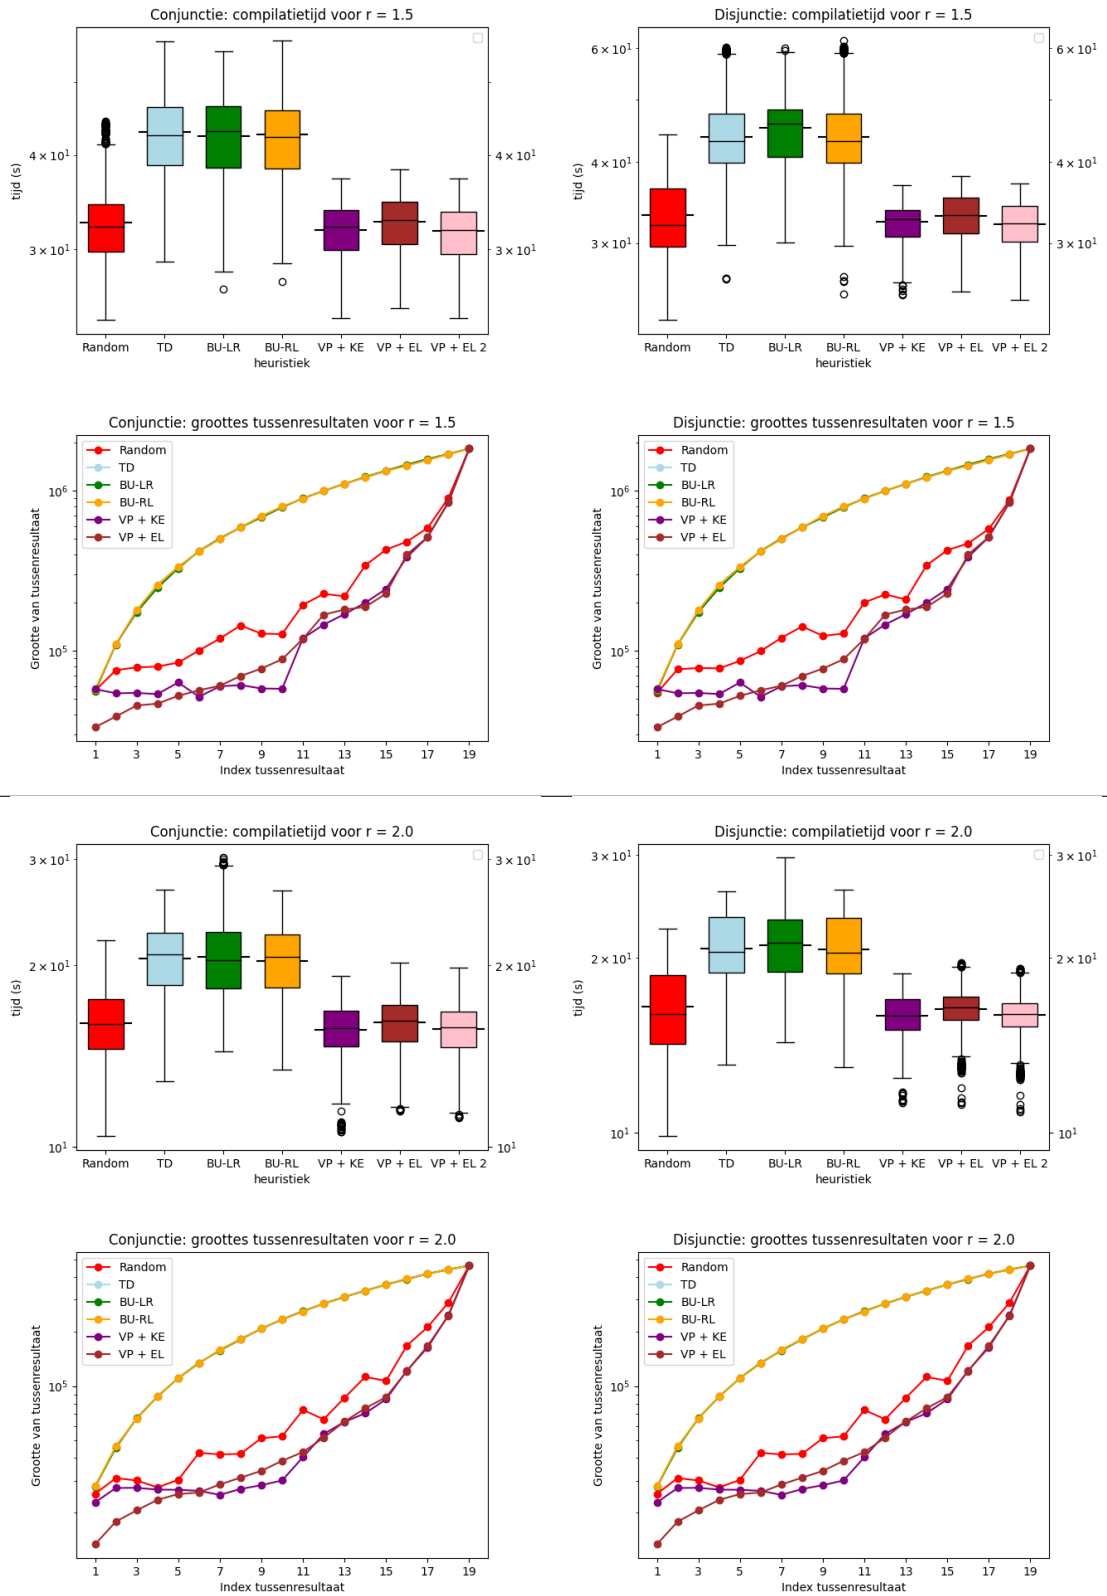 Conjunctie: compilatietijd voor r = 1.5
tijd (s)
4 × 10¹
3 × 10¹
4 × 10¹
3 × 10¹
Random TD BU-LR BU-RL VP + KE VP + EL VP + EL 2
heuristiek
Disjunctie: compilatietijd voor r = 1.5
tijd (s)
6 × 10¹
4 × 10¹
3 × 10¹
6 × 10¹
4 × 10¹
3 × 10¹
Random TD BU-LR BU-RL VP + KE VP + EL VP + EL 2
heuristiek
Conjunctie: groottes tussenresultaten voor r = 1.5
Grootte van tussenresultaat
10⁶
10⁵
Random
TD
BU-LR
BU-RL
VP + KE
VP + EL
1 3 5 7 9 11 13 15 17 19
Index tussenresultaat
Disjunctie: groottes tussenresultaten voor r = 1.5
Grootte van tussenresultaat
10⁶
10⁵
Random
TD
BU-LR
BU-RL
VP + KE
VP + EL
1 3 5 7 9 11 13 15 17 19
Index tussenresultaat
Conjunctie: compilatietijd voor r = 2.0
tijd (s)
3 × 10¹
2 × 10¹
10¹
3 × 10¹
2 × 10¹
10¹
Random TD BU-LR BU-RL VP + KE VP + EL VP + EL 2
heuristiek
Disjunctie: compilatietijd voor r = 2.0
tijd (s)
3 × 10¹
2 × 10¹
10¹
3 × 10¹
2 × 10¹
10¹
Random TD BU-LR BU-RL VP + KE VP + EL VP + EL 2
heuristiek
Conjunctie: groottes tussenresultaten voor r = 2.0
Grootte van tussenresultaat
10⁵
Random
TD
BU-LR
BU-RL
VP + KE
VP + EL
1 3 5 7 9 11 13 15 17 19
Index tussenresultaat
Disjunctie: groottes tussenresultaten voor r = 2.0
Grootte van tussenresultaat
10⁵
Random
TD
BU-LR
BU-RL
VP + KE
VP + EL
1 3 5 7 9 11 13 15 17 19
Index tussenresultaat